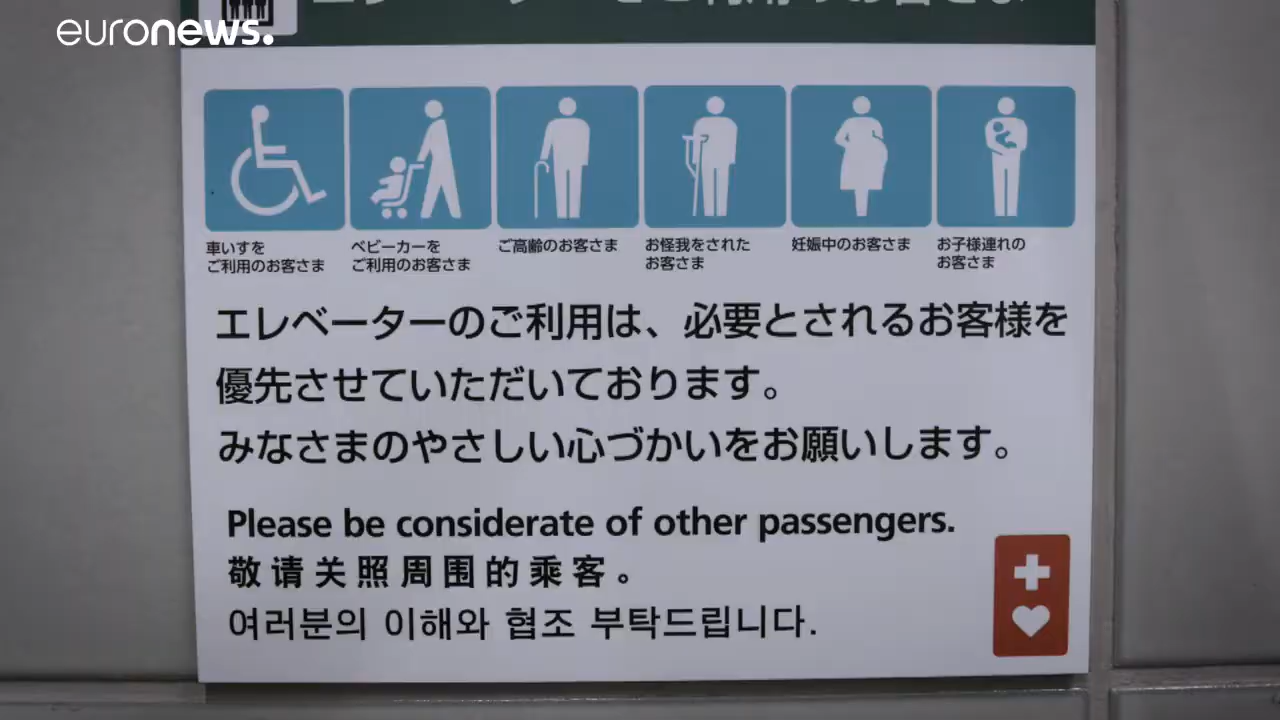 euronews.
車いすを
ご利用のお客さま
ベビーカーを
ご利用のお客さま
ご高齢のお客さま
お怪我をされた
お客さま
妊娠中のお客さま
お子様連れの
お客さま
エレベーターのご利用は、必要とされるお客様を
優先させていただいております。
みなさまのやさしい心づかいをお願いします。
Please be considerate of other passengers.
敬请关照周围的乘客。
여러분의 이해와 협조 부탁드립니다.